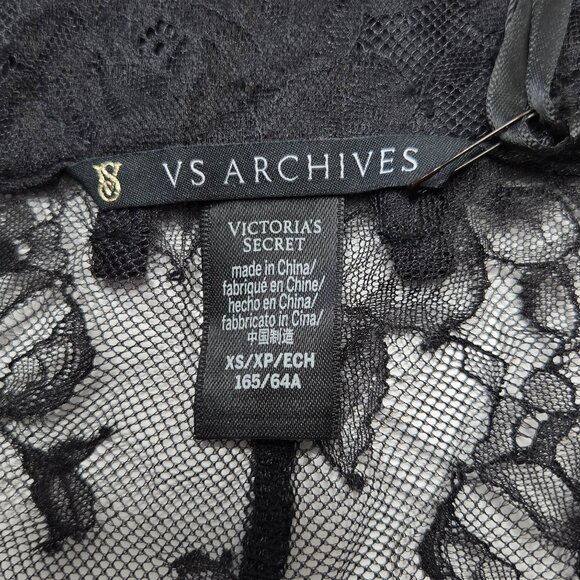 VS ARCHIVES
VICTORIA'S
SECRET
made in China/
fabriqué en Chine/
hecho en China/
fabbricato in Cina/
中国制造
XS/XP/ECH
165/64A